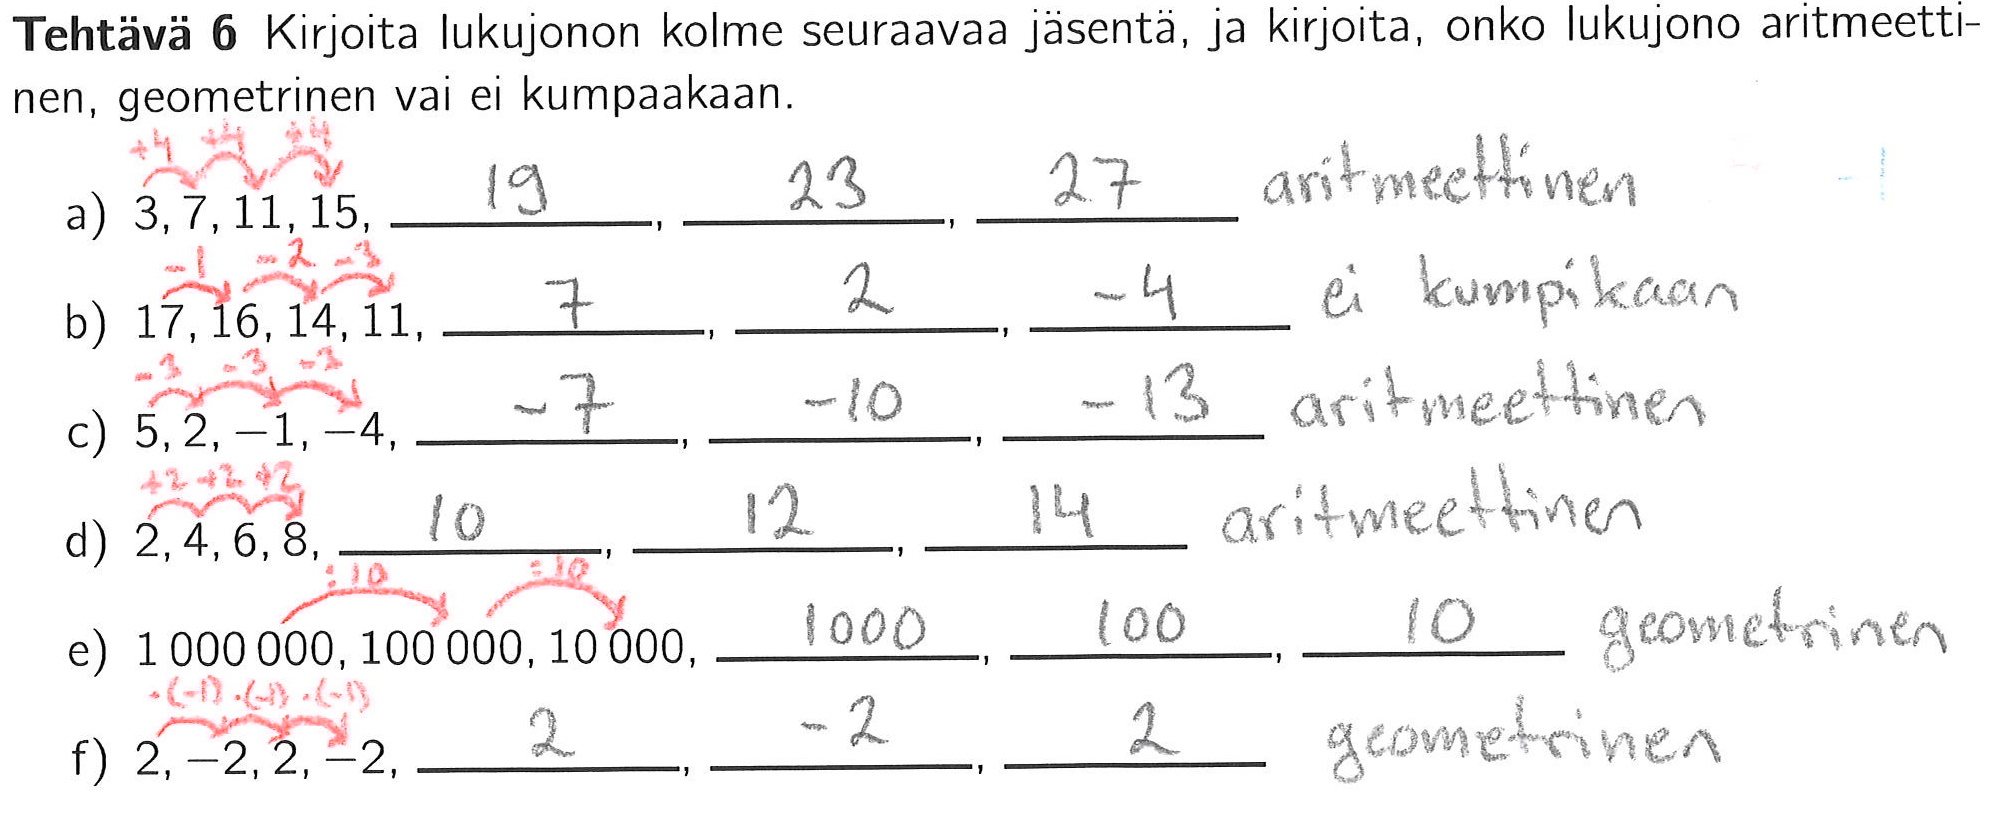 Tehtävä 6 Kirjoita lukujonon kolme seuraavaa jäsentä, ja kirjoita, onko lukujono aritmeetti-
nen, geometrinen vai ei kumpaakaan.
+4 +4 +4
a) 3, 7, 11, 15, 19, 23, 27 aritmeettinen
-1 -2 -3
b) 17, 16, 14, 11, 7, 2, -4 ei kumpikaan
-3 -3 -3
c) 5, 2, −1, −4, -7, -10, -13 aritmeettinen
+2 +2 +2
d) 2, 4, 6, 8, 10, 12, 14 aritmeettinen
:10 :10
e) 1 000 000, 100 000, 10 000, 1000, 100, 10 geometrinen
·(-1) ·(-1) ·(-1)
f) 2, −2, 2, −2, 2, -2, 2 geometrinen